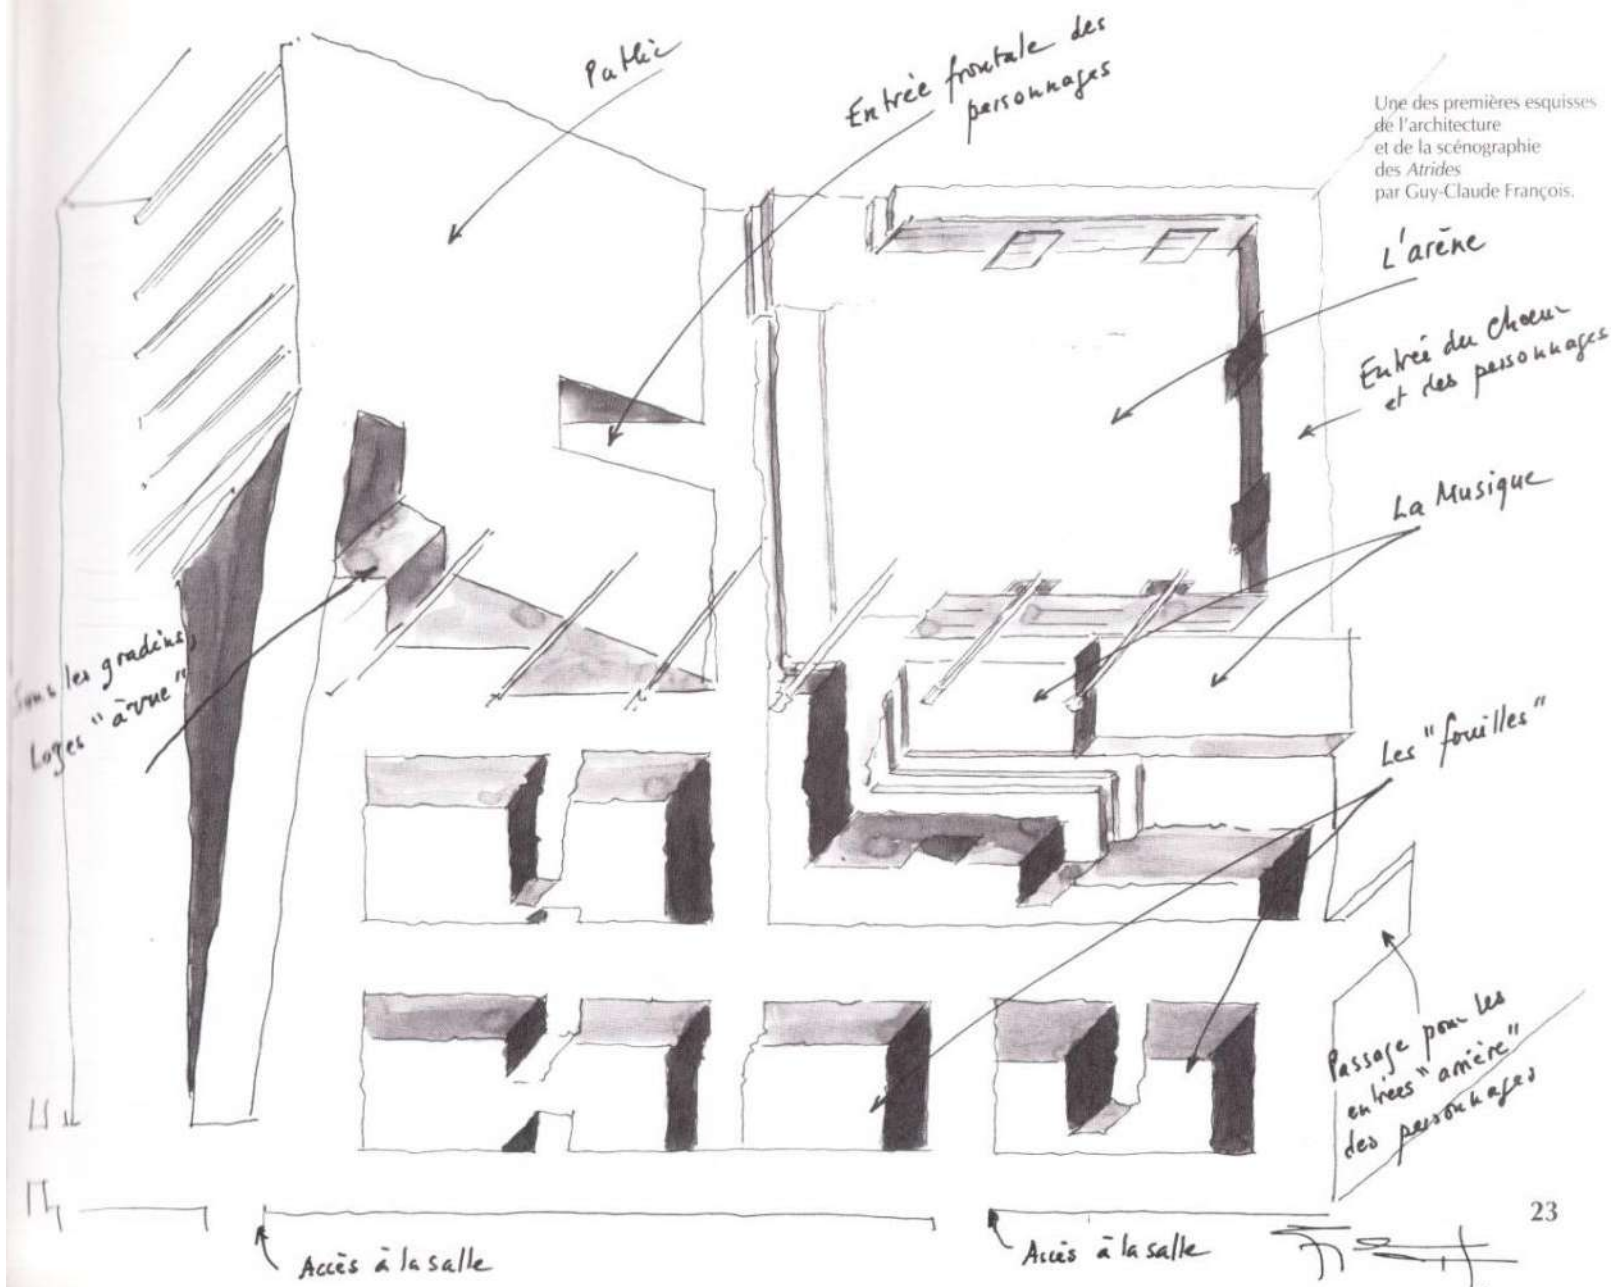 Public
Entrée frontale des
personnages
Une des premières esquisses
de l'architecture
et de la scénographie
des Atrides
par Guy-Claude François.
L'arène
Entrée du Chœur
et des personnages
La Musique
Sous les gradins,
Loges "à vue"
Les "fouilles"
Passage pour les
entrées "arrière"
des personnages
23
Accès à la salle
Accès à la salle